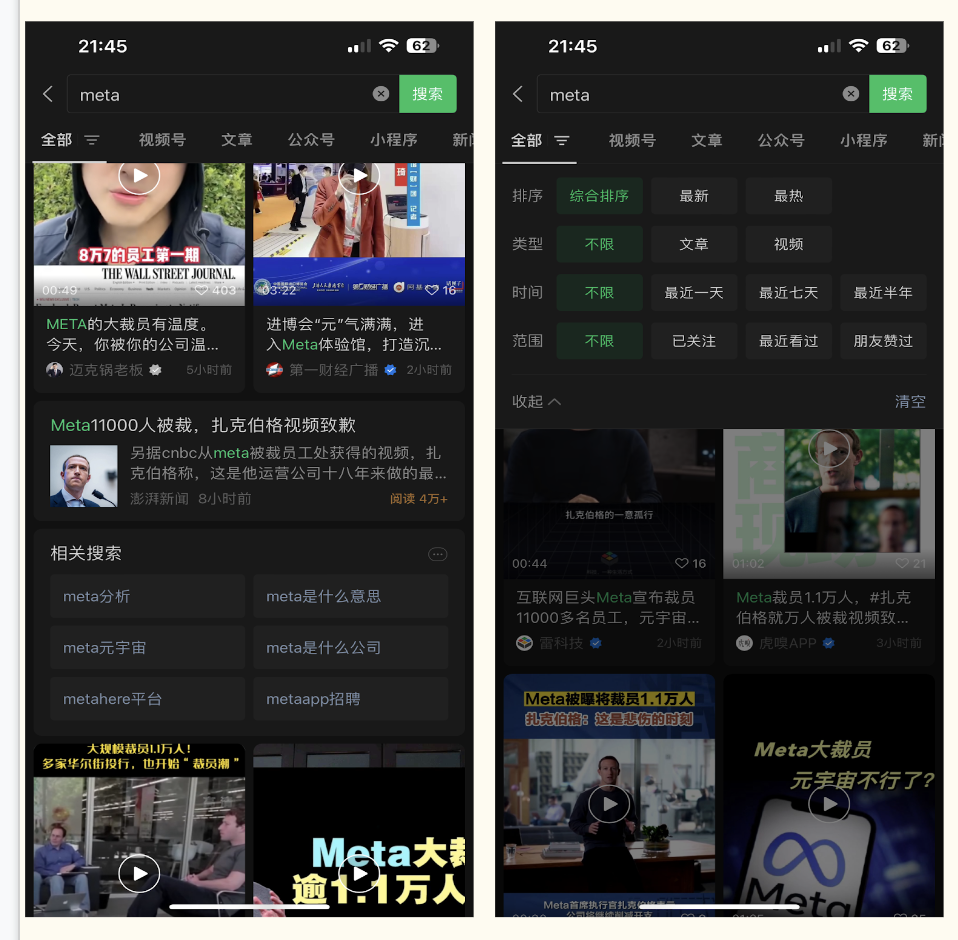 21:45
62
meta
搜索
全部
视频号
文章
公众号
小程序
新闻
8万7的员工第一期
THE WALL STREET JOURNAL.
00:49
403
META的大裁员有温度。
今天，你被你的公司温...
迈克锅老板
5小时前
记者
03:22
16
进博会“元”气满满，进
入Meta体验馆，打造沉...
第一财经广播
2小时前
Meta11000人被裁，扎克伯格视频致歉
另据cnbc从meta被裁员工处获得的视频，扎
克伯格称，这是他运营公司十八年来做的最...
澎湃新闻 8小时前
阅读 4万+
相关搜索
meta分析
meta是什么意思
meta元宇宙
meta是什么公司
metahere平台
metaapp招聘
大规模裁员1.1万人！
多家华尔街投行，也开始“裁员潮”
Meta大裁
逾1.1万人
21:45
62
meta
搜索
全部
视频号
文章
公众号
小程序
新闻
排序
综合排序
最新
最热
类型
不限
文章
视频
时间
不限
最近一天
最近七天
最近半年
范围
不限
已关注
最近看过
朋友赞过
收起
清空
扎克伯格的一意孤行
00:44
16
互联网巨头Meta宣布裁员
11000多名员工，元宇宙...
雷科技
2小时前
01:02
21
Meta裁员1.1万人，#扎克
伯格就万人被裁视频致...
虎嗅APP
3小时前
Meta被曝将裁员1.1万人
扎克伯格：这是悲伤的时刻
Meta首席执行官扎克伯格表示
公司将继续削减开支
Meta大裁员
元宇宙不行了?
Meta